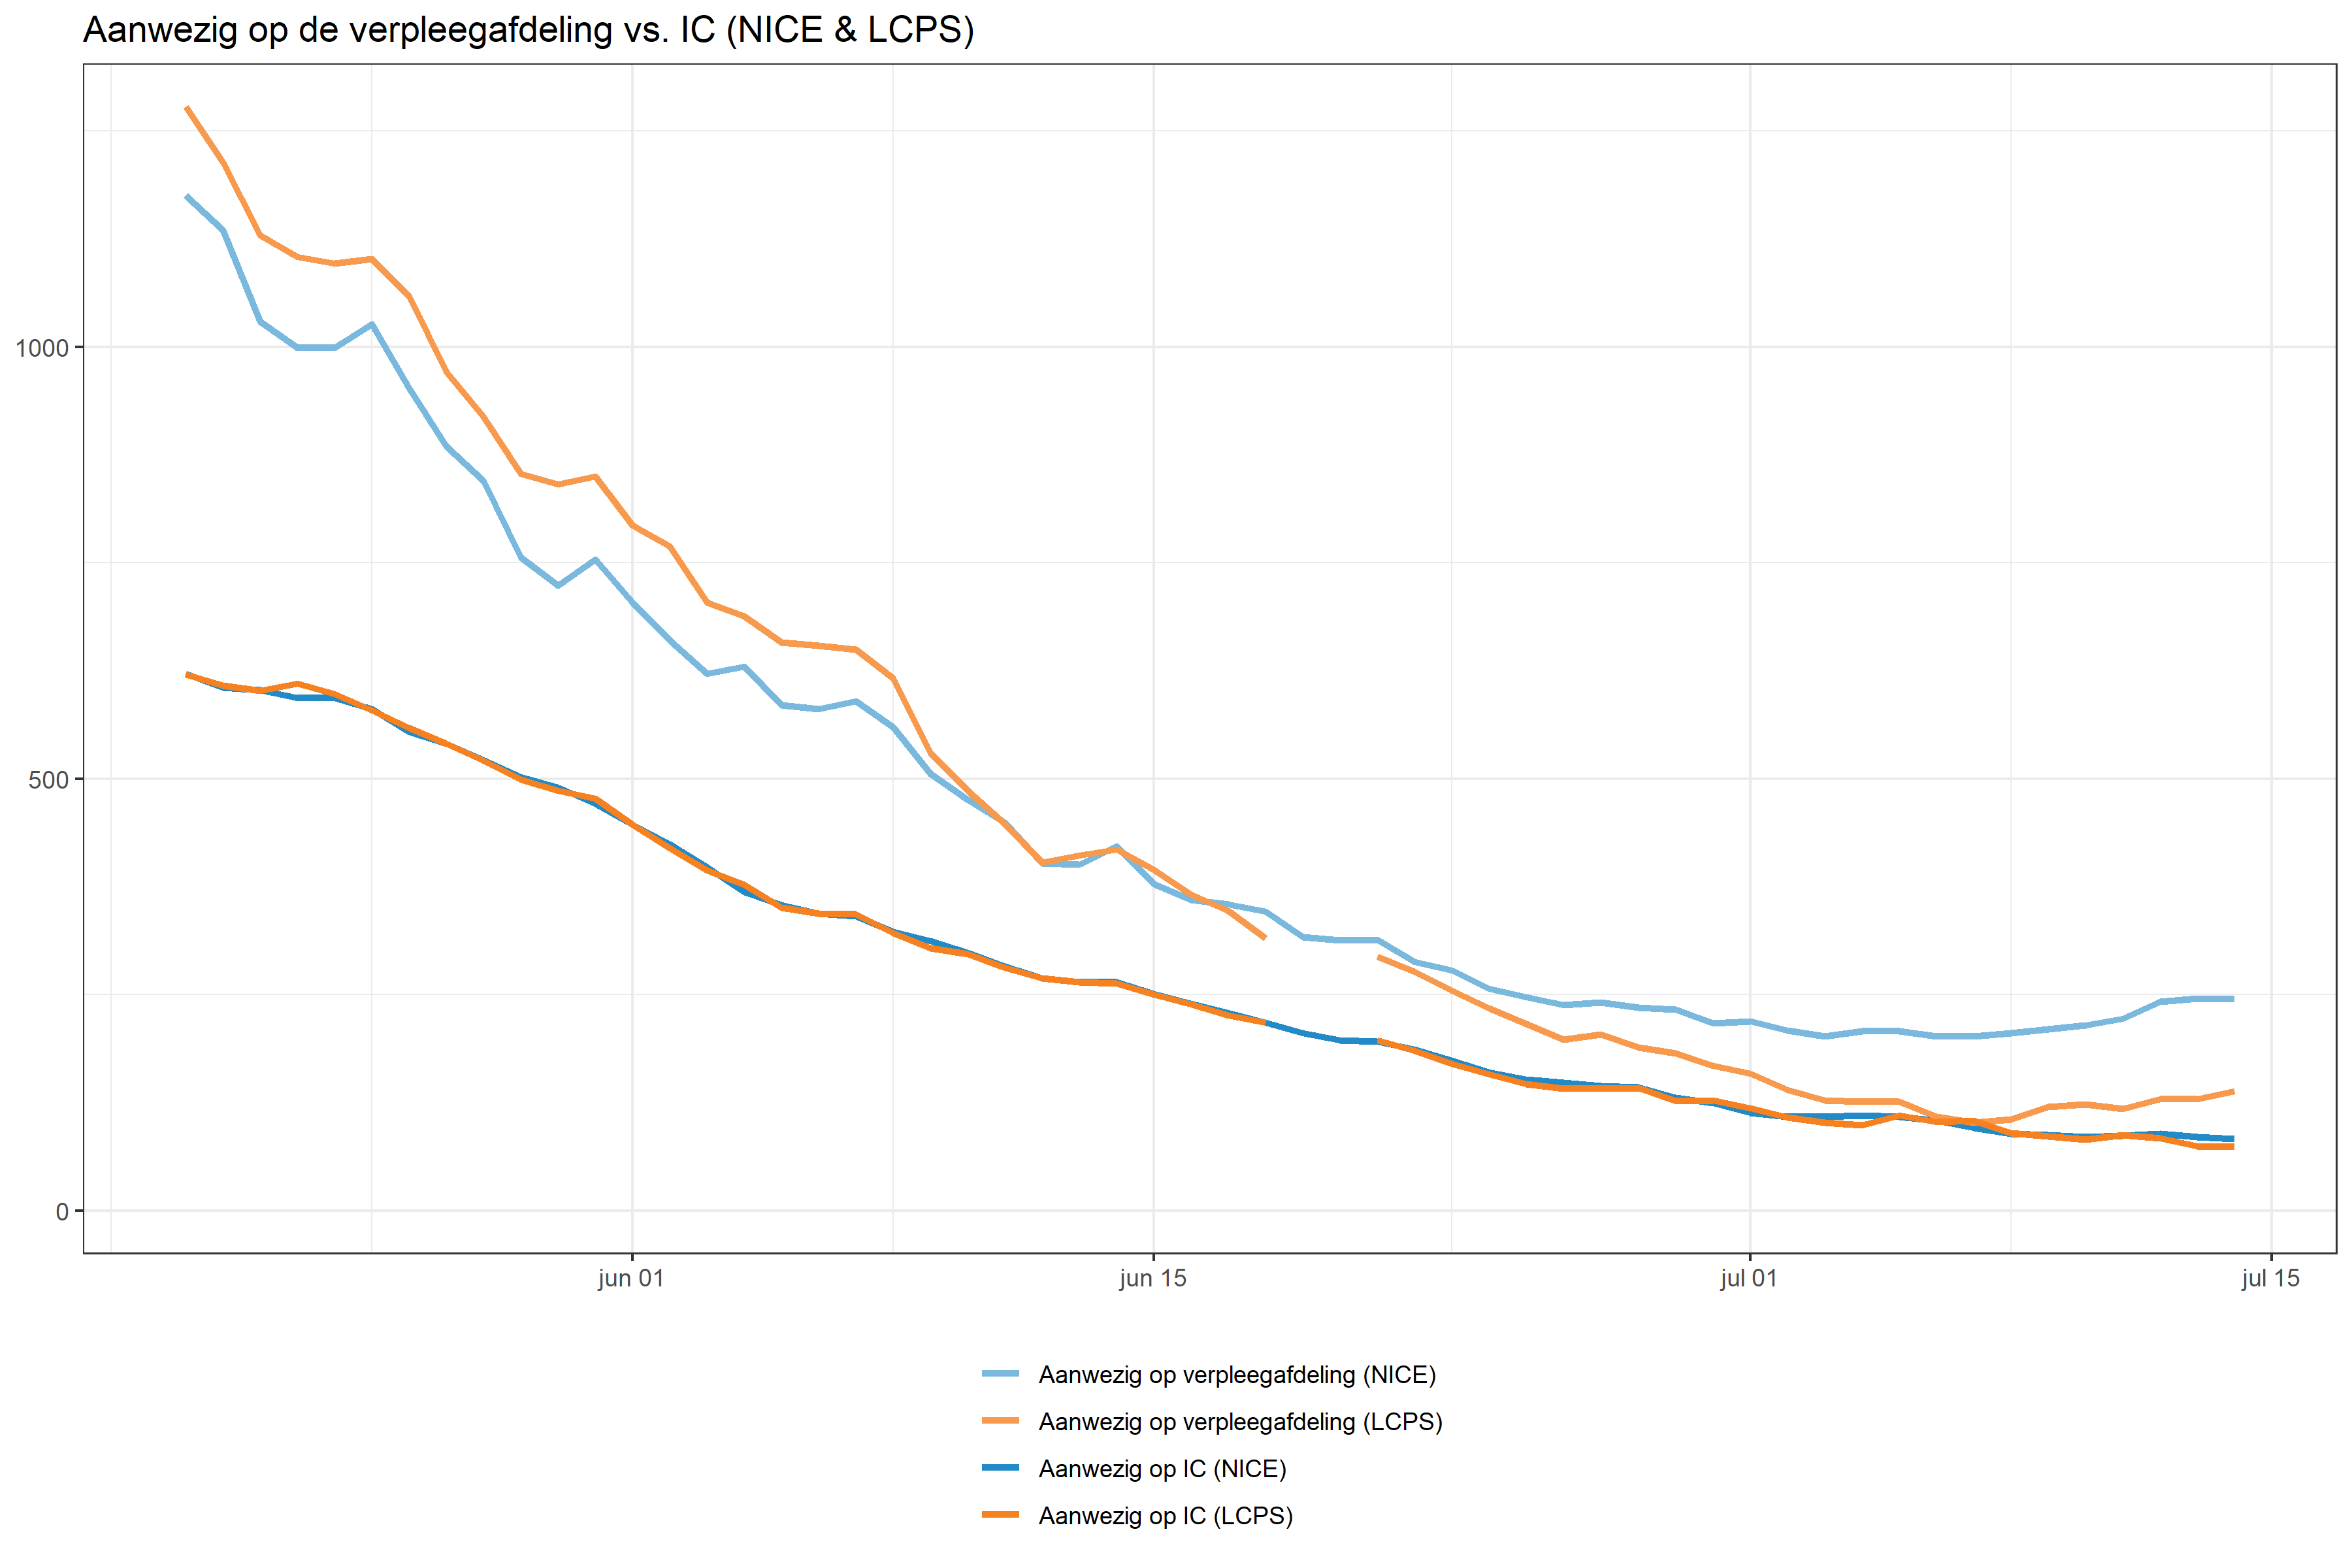 Aanwezig op de verpleegafdeling vs. IC (NICE & LCPS)
1000
500
0
jun 01
jun 15
jul 01
jul 15
Aanwezig op verpleegafdeling (NICE)
Aanwezig op verpleegafdeling (LCPS)
Aanwezig op IC (NICE)
Aanwezig op IC (LCPS)